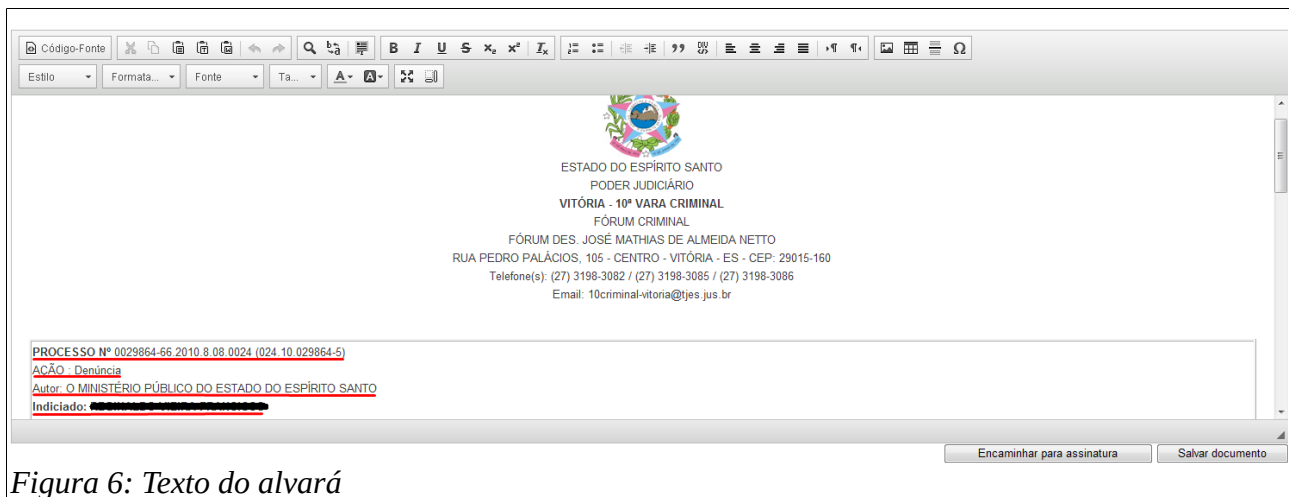 Código-Fonte
Estilo Formata... Fonte Ta...
ESTADO DO ESPÍRITO SANTO
PODER JUDICIÁRIO
VITÓRIA - 10ª VARA CRIMINAL
FÓRUM CRIMINAL
FÓRUM DES. JOSÉ MATHIAS DE ALMEIDA NETTO
RUA PEDRO PALÁCIOS, 105 - CENTRO - VITÓRIA - ES - CEP: 29015-160
Telefone(s): (27) 3198-3082 / (27) 3198-3085 / (27) 3198-3086
Email: 10criminal-vitoria@tjes.jus.br
PROCESSO Nº 0029864-66.2010.8.08.0024 (024.10.029864-5)
AÇÃO : Denúncia
Autor: O MINISTÉRIO PÚBLICO DO ESTADO DO ESPÍRITO SANTO
Indiciado:
Encaminhar para assinatura Salvar documento
Figura 6: Texto do alvará